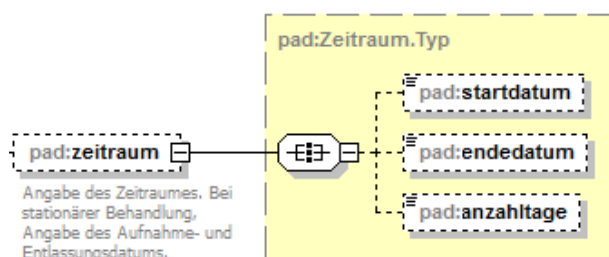 pad:Zeitraum.Typ
pad:startdatum
pad:zeitraum
pad:endedatum
pad:anzahltage
Angabe des Zeitraumes. Bei
stationärer Behandlung,
Angabe des Aufnahme- und
Entlassungsdatums.